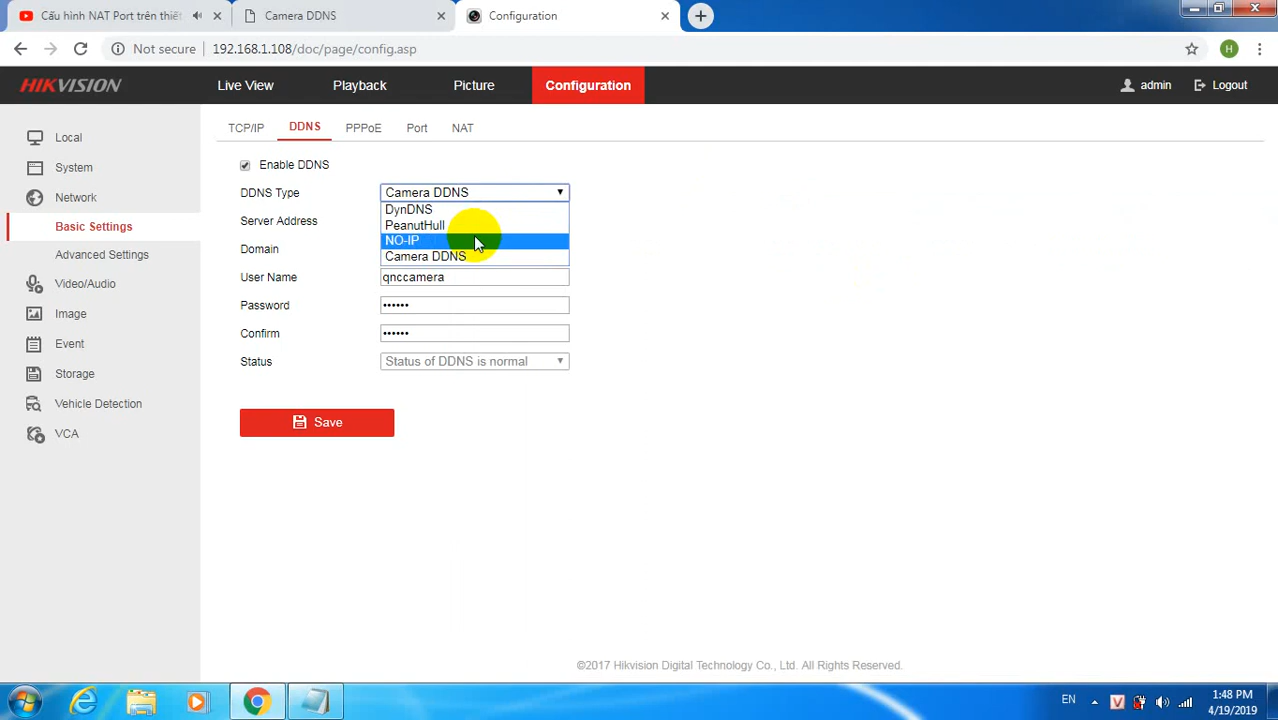 Cấu hình NAT Port trên thiết
Camera DDNS
Configuration
Not secure
192.168.1.108/doc/page/config.asp
H
HIKVISION
Live View
Playback
Picture
Configuration
admin
Logout
Local
System
Network
Basic Settings
Advanced Settings
Video/Audio
Image
Event
Storage
Vehicle Detection
VCA
TCP/IP
DDNS
PPPoE
Port
NAT
Enable DDNS
DDNS Type
Camera DDNS
DynDNS
PeanutHull
NO-IP
Camera DDNS
Server Address
Domain
User Name
qnccamera
Password
••••••
Confirm
••••••
Status
Status of DDNS is normal
Save
©2017 Hikvision Digital Technology Co., Ltd. All Rights Reserved.
EN
V
1:48 PM
4/19/2019